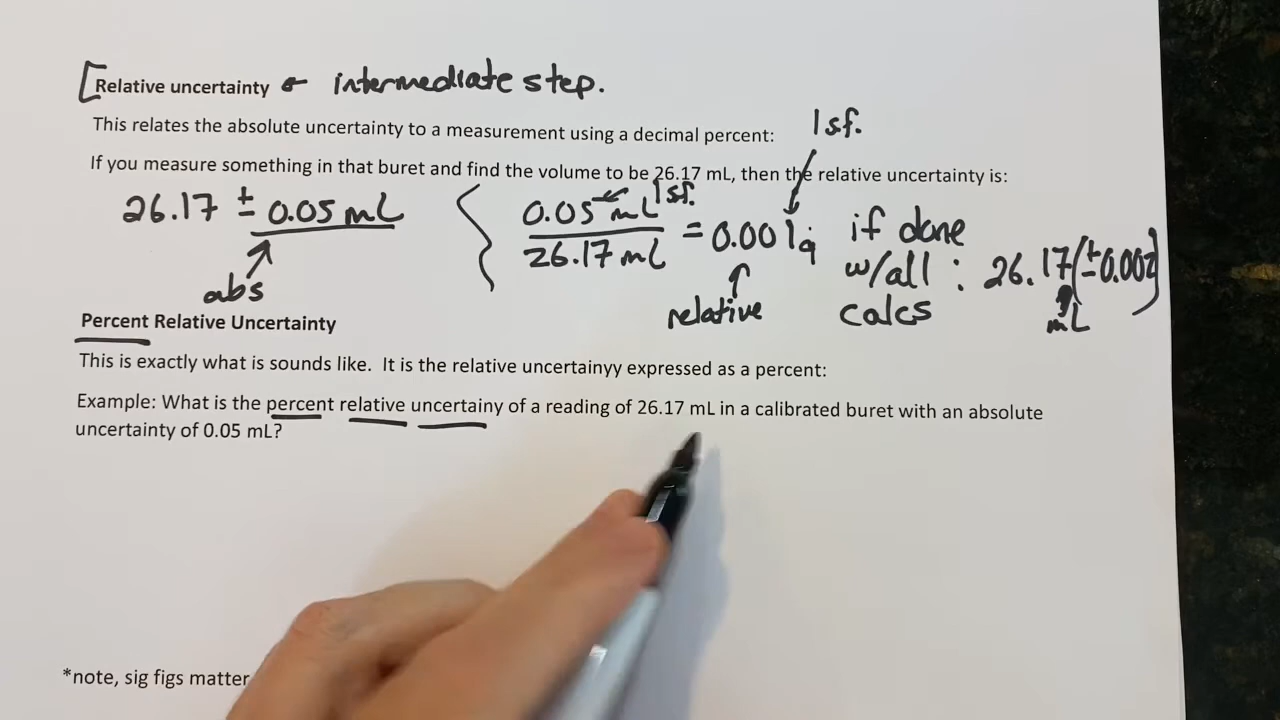 [Relative uncertainty ← intermediate step.
This relates the absolute uncertainty to a measurement using a decimal percent:
1 sf.
If you measure something in that buret and find the volume to be 26.17 mL, then the relative uncertainty is:
26.17 ± 0.05 mL
abs
0.05 mL
1 sf.
26.17 mL
= 0.001₉
relative
if done
w/all :
calcs
26.17 (±0.002)
mL
Percent Relative Uncertainty
This is exactly what is sounds like. It is the relative uncertainyy expressed as a percent:
Example: What is the percent relative uncertainy of a reading of 26.17 mL in a calibrated buret with an absolute
uncertainty of 0.05 mL?
*note, sig figs matter